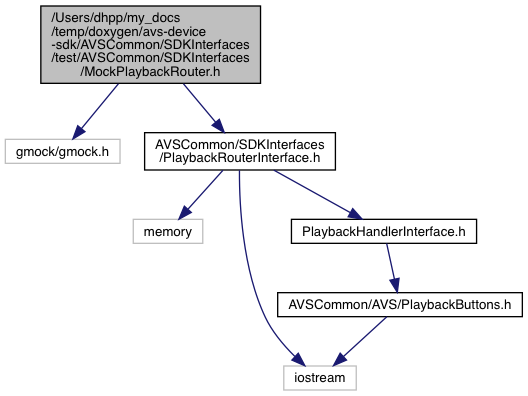 /Users/dhpp/my_docs
/temp/doxygen/avs-device
-sdk/AVSCommon/SDKInterfaces
/test/AVSCommon/SDKInterfaces
/MockPlaybackRouter.h
gmock/gmock.h
AVSCommon/SDKInterfaces
/PlaybackRouterInterface.h
memory
PlaybackHandlerInterface.h
AVSCommon/AVS/PlaybackButtons.h
iostream